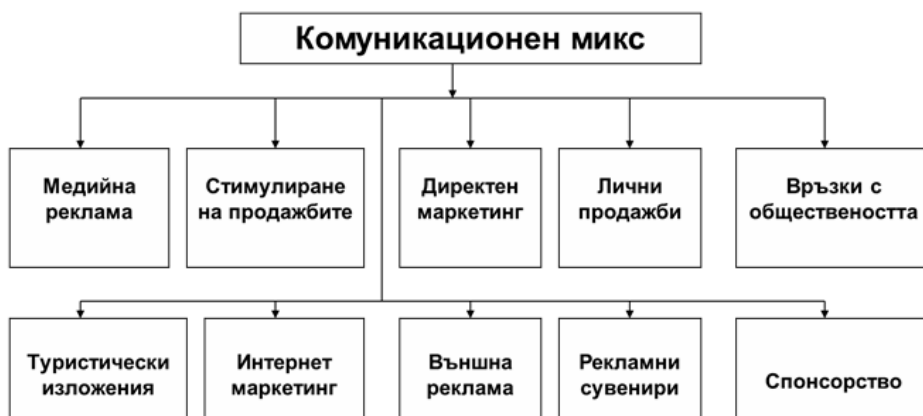 Комуникационен микс
Медийна
реклама
Стимулиране
на продажбите
Директен
маркетинг
Лични
продажби
Връзки с
обществеността
Туристически
изложения
Интернет
маркетинг
Външна
реклама
Рекламни
сувенири
Спонсорство